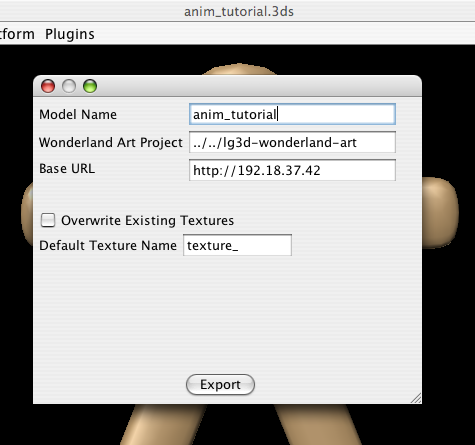 anim_tutorial.3ds
tform Plugins
Model Name anim_tutorial
Wonderland Art Project ../../lg3d-wonderland-art
Base URL http://192.18.37.42
Overwrite Existing Textures
Default Texture Name texture_
Export